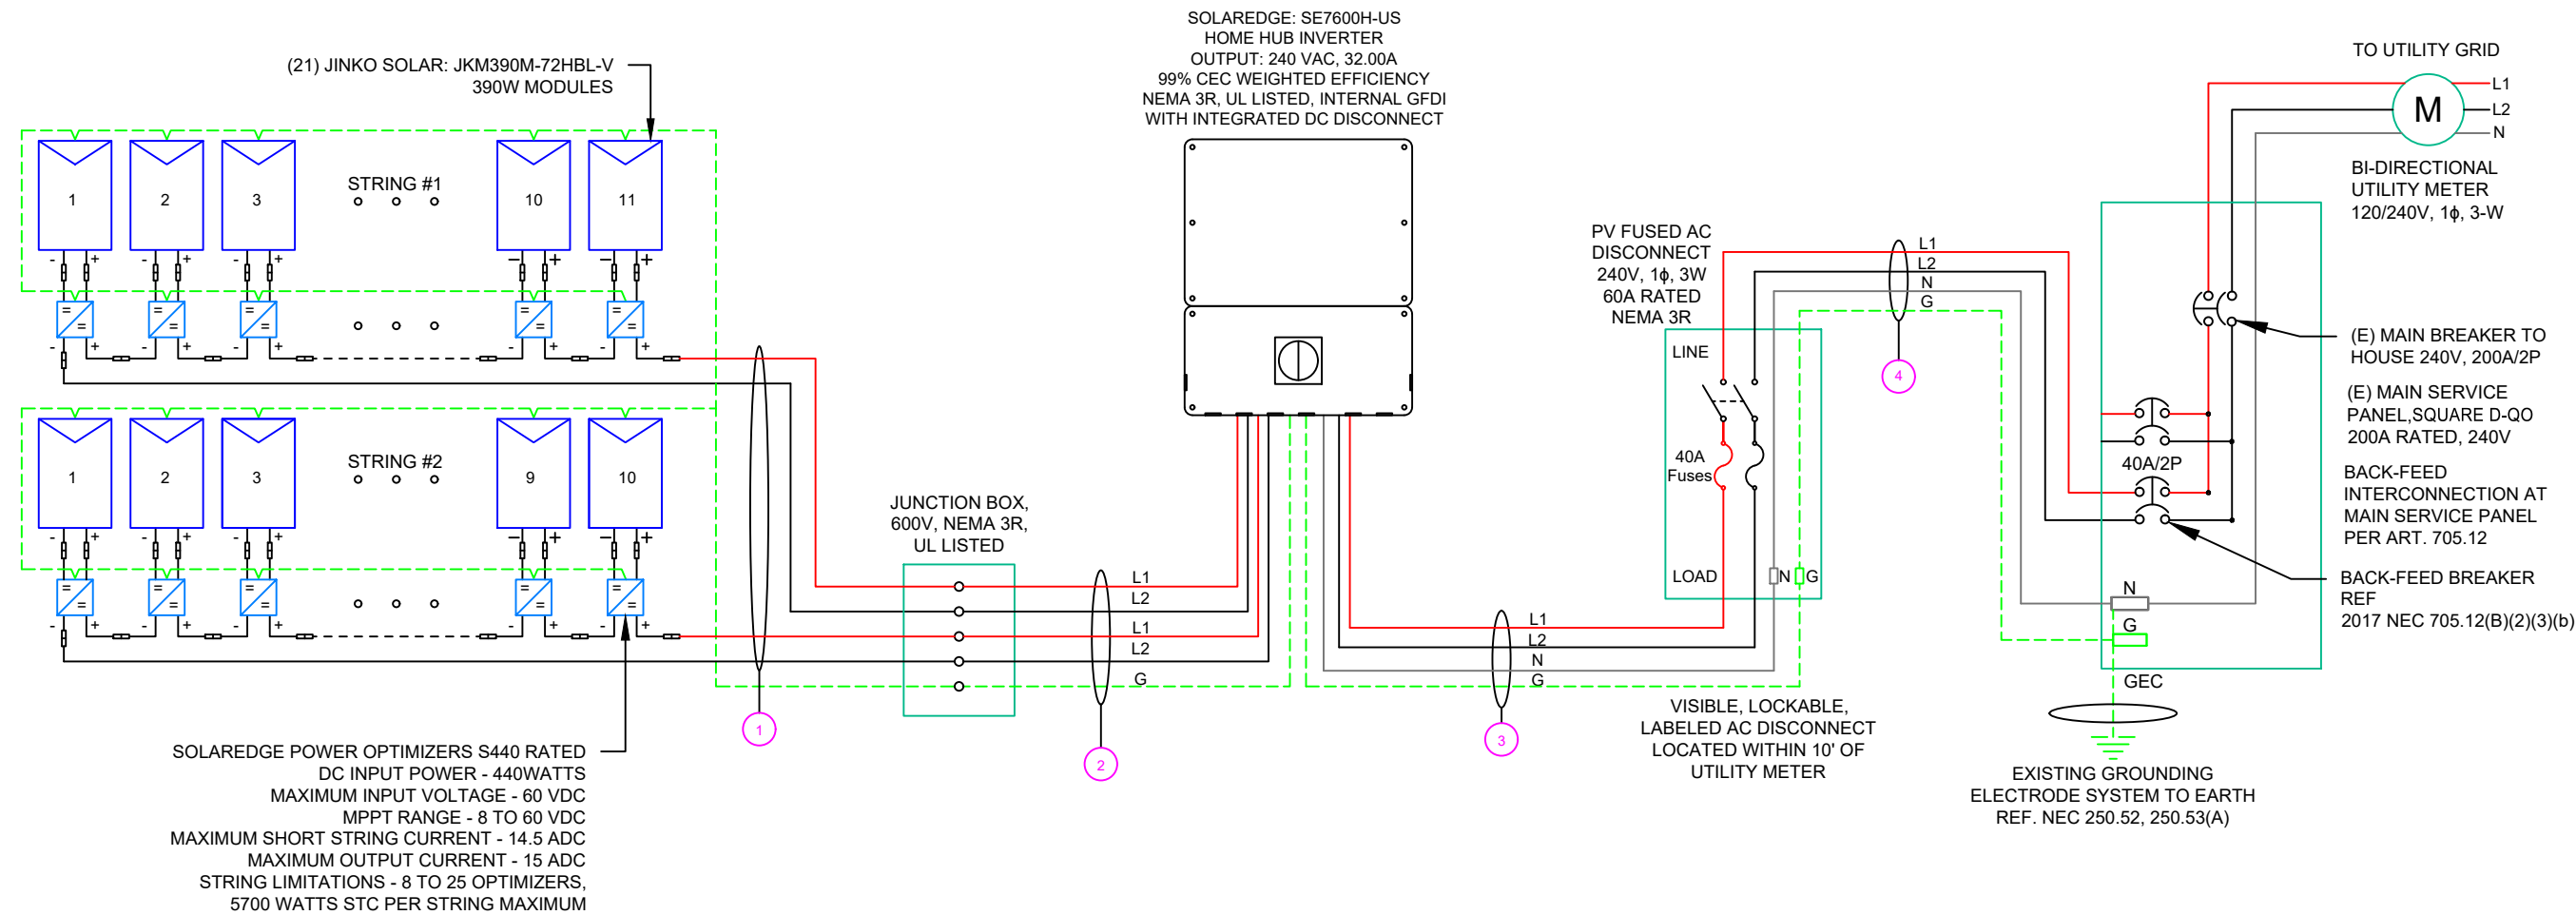 SOLAREDGE: SE7600H-US
HOME HUB INVERTER
OUTPUT: 240 VAC, 32.00A
99% CEC WEIGHTED EFFICIENCY
NEMA 3R, UL LISTED, INTERNAL GFDI
WITH INTEGRATED DC DISCONNECT
(21) JINKO SOLAR: JKM390M-72HBL-V
390W MODULES
1
2
3
STRING #1
10
11
- +
- +
- +
- +
- +
= =
= =
= =
= =
= =
- +
- +
- +
- +
- +
1
2
3
STRING #2
9
10
- +
- +
- +
- +
- +
= =
= =
= =
= =
= =
- +
- +
- +
- +
- +
SOLAREDGE POWER OPTIMIZERS S440 RATED
DC INPUT POWER - 440WATTS
MAXIMUM INPUT VOLTAGE - 60 VDC
MPPT RANGE - 8 TO 60 VDC
MAXIMUM SHORT STRING CURRENT - 14.5 ADC
MAXIMUM OUTPUT CURRENT - 15 ADC
STRING LIMITATIONS - 8 TO 25 OPTIMIZERS,
5700 WATTS STC PER STRING MAXIMUM
1
JUNCTION BOX,
600V, NEMA 3R,
UL LISTED
L1
L2
L1
L2
G
2
L1
L2
N
G
3
PV FUSED AC
DISCONNECT
240V, 1ϕ, 3W
60A RATED
NEMA 3R
LINE
40A
Fuses
LOAD
N
G
VISIBLE, LOCKABLE,
LABELED AC DISCONNECT
LOCATED WITHIN 10' OF
UTILITY METER
L1
L2
N
G
4
TO UTILITY GRID
M
L1
L2
N
BI-DIRECTIONAL
UTILITY METER
120/240V, 1ϕ, 3-W
(E) MAIN BREAKER TO
HOUSE 240V, 200A/2P
(E) MAIN SERVICE
PANEL,SQUARE D-QO
200A RATED, 240V
40A/2P
BACK-FEED
INTERCONNECTION AT
MAIN SERVICE PANEL
PER ART. 705.12
BACK-FEED BREAKER
REF
2017 NEC 705.12(B)(2)(3)(b)
N
G
GEC
EXISTING GROUNDING
ELECTRODE SYSTEM TO EARTH
REF. NEC 250.52, 250.53(A)